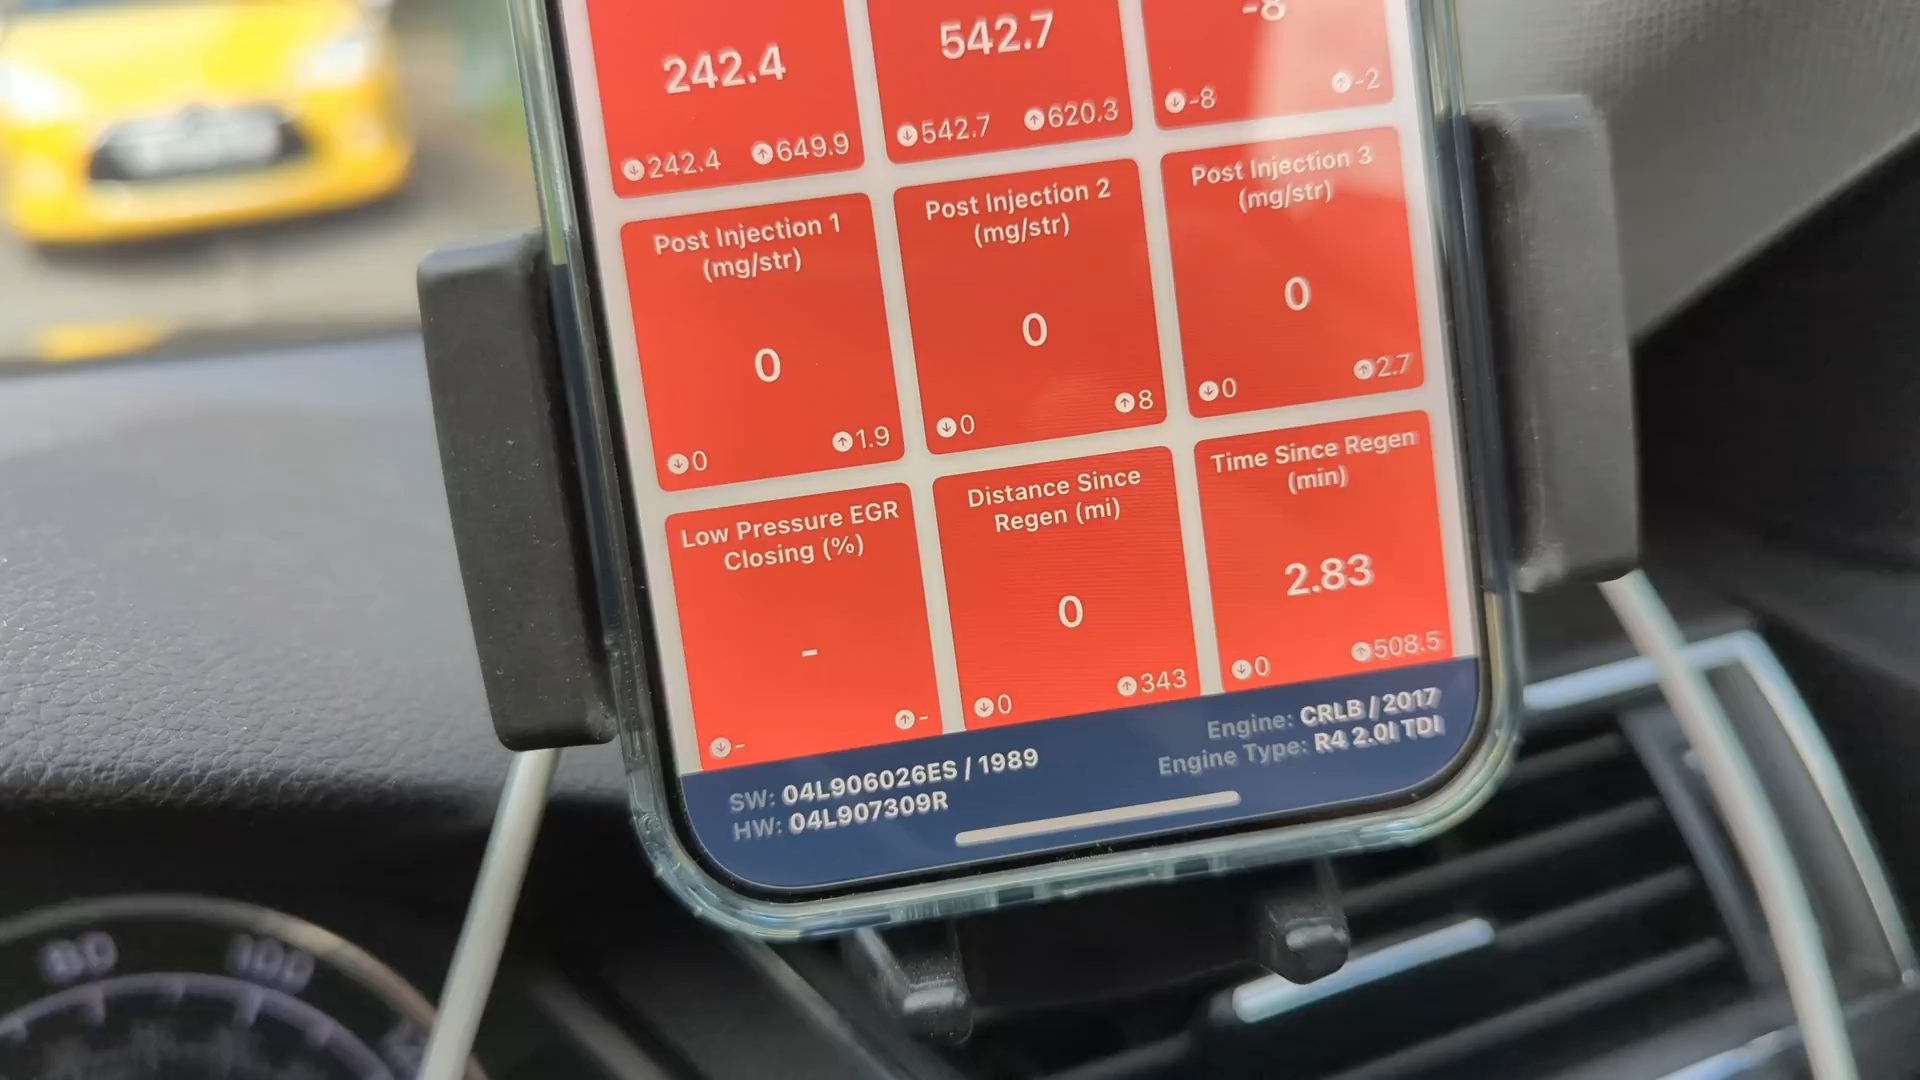 242.4
242.4 649.9
542.7
542.7 620.3
-8
-8 -2
Post Injection 1
(mg/str)
0
0 1.9
Post Injection 2
(mg/str)
0
0 8
Post Injection 3
(mg/str)
0
0 2.7
Low Pressure EGR
Closing (%)
-
- -
Distance Since
Regen (mi)
0
0 343
Time Since Regen
(min)
2.83
0 508.5
SW: 04L906026ES / 1989
HW: 04L907309R
Engine: CRLB / 2017
Engine Type: R4 2.0l TDI
80 100